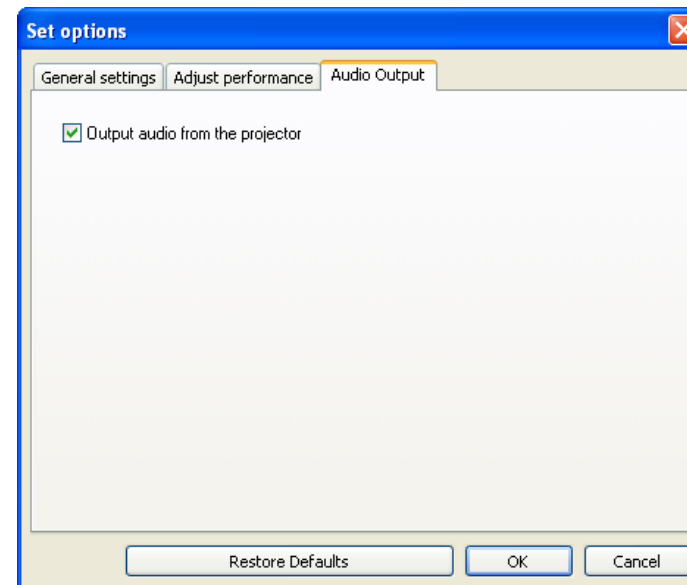 Set options
General settings Adjust performance Audio Output
Output audio from the projector
Restore Defaults OK Cancel